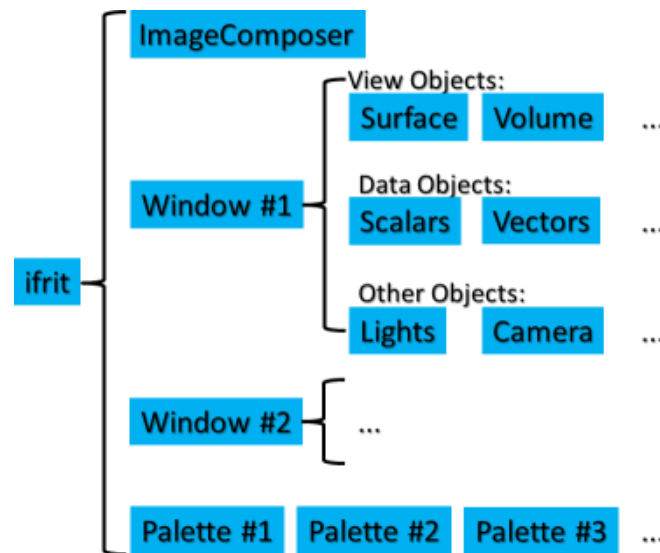 ImageComposer
View Objects:
Surface Volume ...
Window #1
Data Objects:
Scalars Vectors ...
ifrit
Other Objects:
Lights Camera ...
Window #2 ...
Palette #1 Palette #2 Palette #3 ...